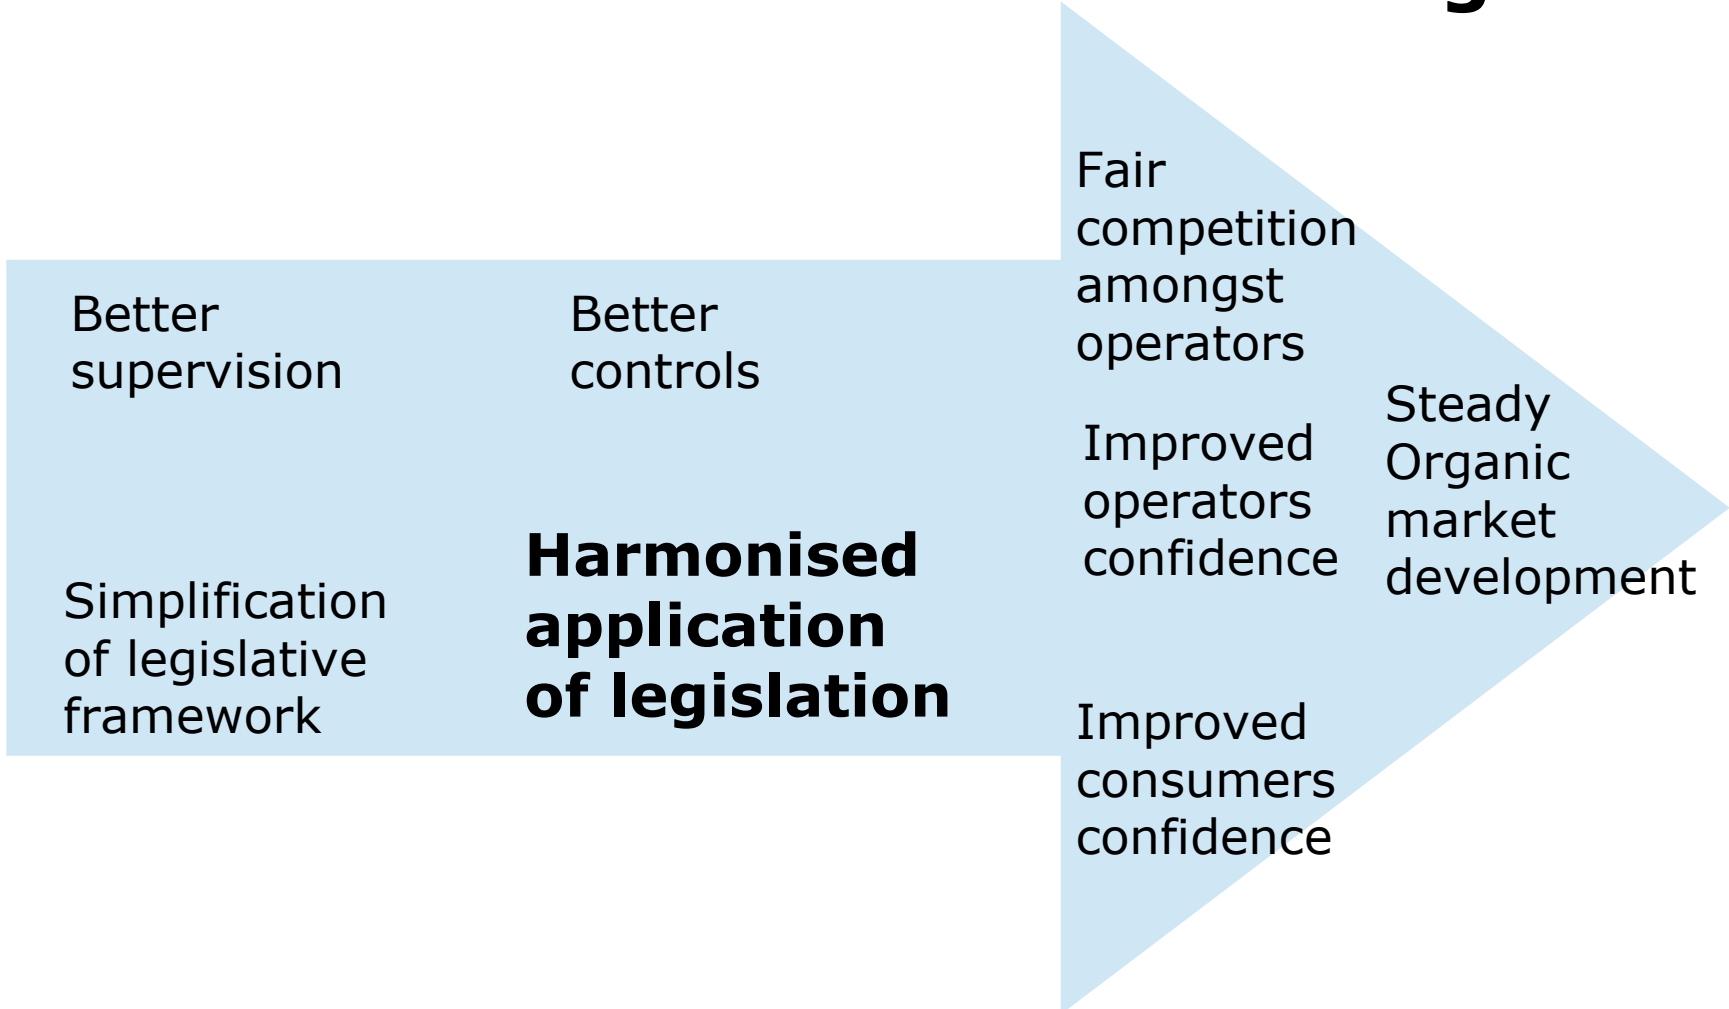 Better
supervision
Better
controls
Simplification
of legislative
framework
Harmonised
application
of legislation
Fair
competition
amongst
operators
Improved
operators
confidence
Improved
consumers
confidence
Steady
Organic
market
development